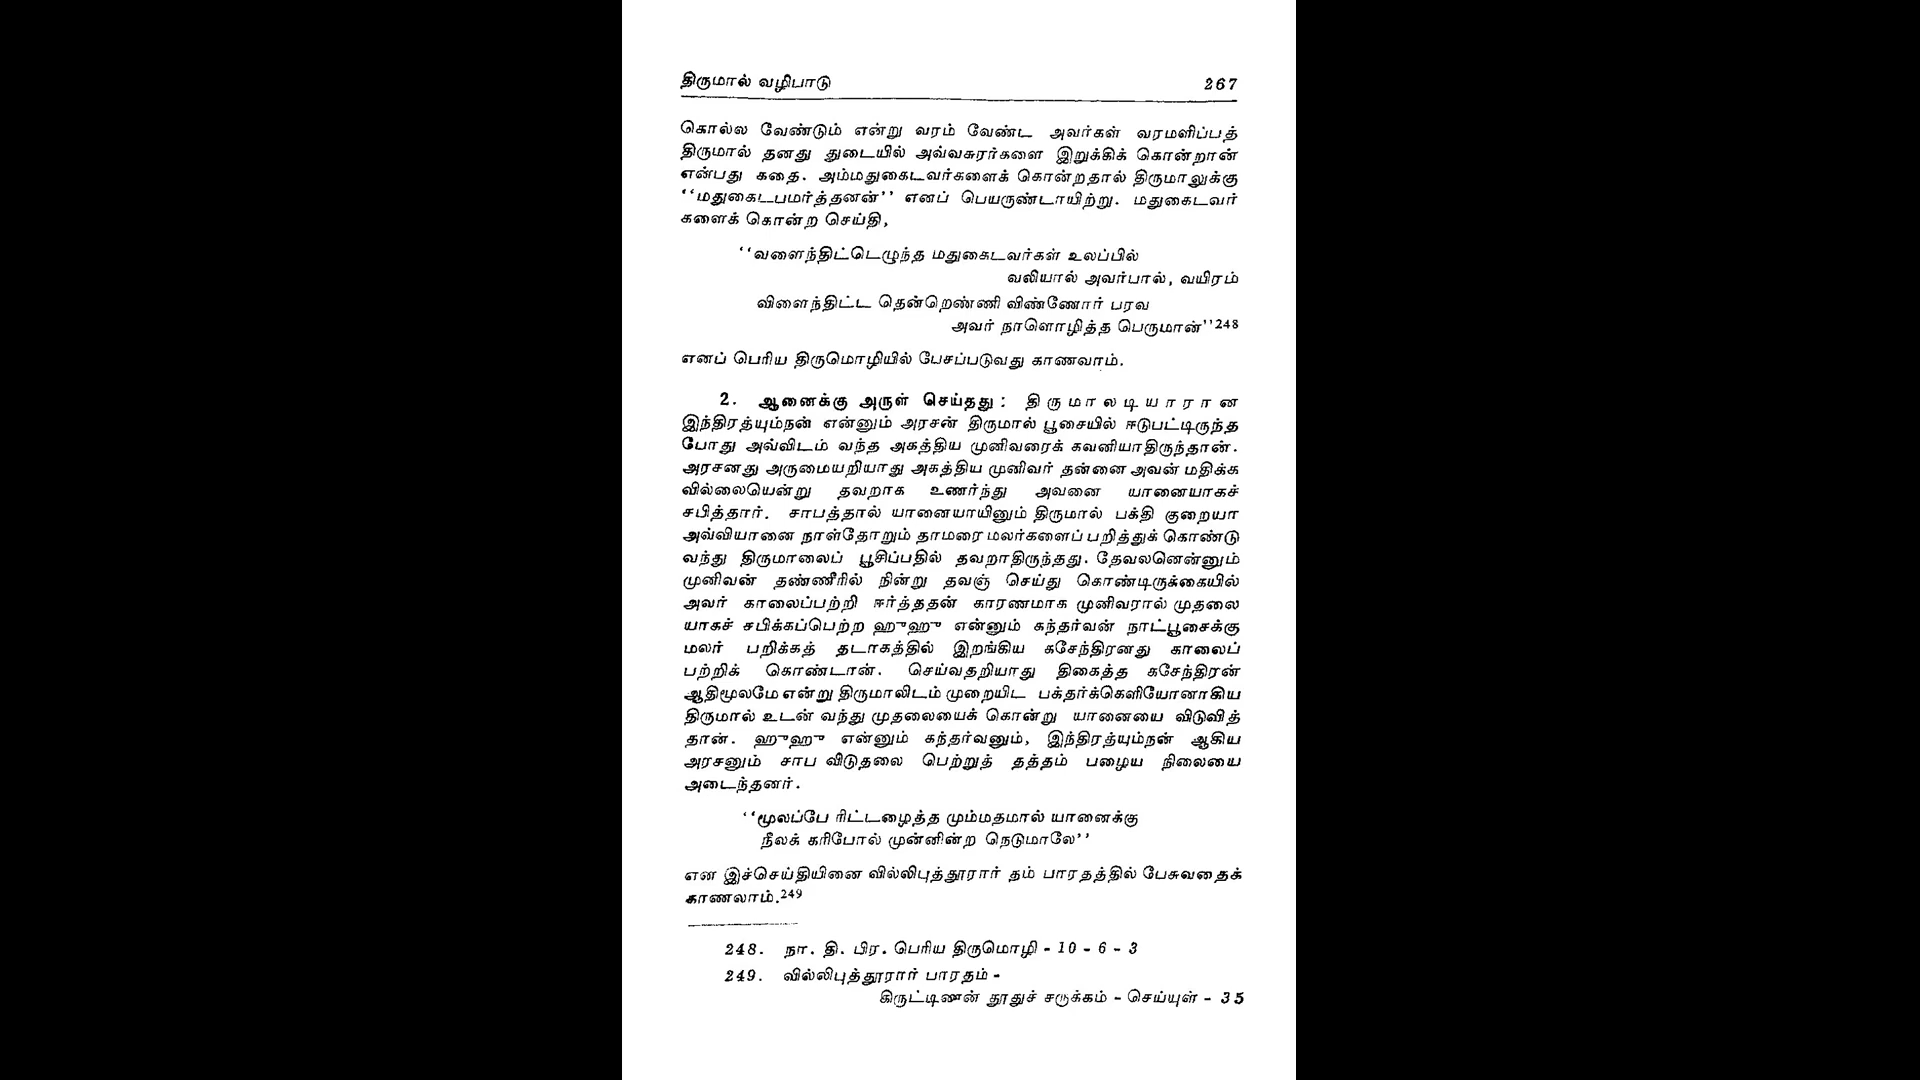 திருமால் வழிபாடு 267
கொல்ல வேண்டும் என்று வரம் வேண்ட அவர்கள் வரமளிப்பத்
திருமால் தனது துடையில் அவ்வசுரர்களை இறுக்கிக் கொன்றான்
என்பது கதை. அம்மதுகைடவர்களைக் கொன்றதால் திருமாலுக்கு
‘‘மதுகைடபமர்த்தனன்’’ எனப் பெயருண்டாயிற்று. மதுகைடவர்
களைக் கொன்ற செய்தி,
‘‘வளைந்திட்டெழுந்த மதுகைடவர்கள் உலப்பில்
வலியால் அவர்பால், வயிரம்
விளைந்திட்ட தென்றெண்ணி விண்ணோர் பரவ
அவர் நாளொழித்த பெருமான்’’248
எனப் பெரிய திருமொழியில் பேசப்படுவது காணலாம்.
2. ஆனைக்கு அருள் செய்தது: திருமாலடியாரான
இந்திரத்யும்நன் என்னும் அரசன் திருமால் பூசையில் ஈடுபட்டிருந்த
போது அவ்விடம் வந்த அகத்திய முனிவரைக் கவனியாதிருந்தான்.
அரசனது அருமையறியாது அகத்திய முனிவர் தன்னை அவன் மதிக்க
வில்லையென்று தவறாக உணர்ந்து அவனை யானையாகச்
சபித்தார். சாபத்தால் யானையாயினும் திருமால் பக்தி குறையா
அவ்வியானை நாள்தோறும் தாமரை மலர்களைப் பறித்துக் கொண்டு
வந்து திருமாலைப் பூசிப்பதில் தவறாதிருந்தது. தேவலனென்னும்
முனிவன் தண்ணீரில் நின்று தவஞ் செய்து கொண்டிருக்கையில்
அவர் காலைப்பற்றி ஈர்த்ததன் காரணமாக முனிவரால் முதலை
யாகச் சபிக்கப்பெற்ற ஹுஹு என்னும் கந்தர்வன் நாட்பூசைக்கு
மலர் பறிக்கத் தடாகத்தில் இறங்கிய கசேந்திரனது காலைப்
பற்றிக் கொண்டான். செய்வதறியாது திகைத்த கசேந்திரன்
ஆதிமூலமே என்று திருமாலிடம் முறையிட பக்தர்க்கெளியோனாகிய
திருமால் உடன் வந்து முதலையைக் கொன்று யானையை விடுவித்
தான். ஹுஹு என்னும் கந்தர்வனும், இந்திரத்யும்நன் ஆகிய
அரசனும் சாப விடுதலை பெற்றுத் தத்தம் பழைய நிலையை
அடைந்தனர்.
‘‘மூலப்பே ரிட்டழைத்த மும்மதமால் யானைக்கு
நீலக் கரிபோல் முன்னின்ற நெடுமாலே’’
என இச்செய்தியினை வில்லிபுத்தூரார் தம் பாரதத்தில் பேசுவதைக்
காணலாம்.249
248. நா. தி. பிர. பெரிய திருமொழி - 10 - 6 - 3
249. வில்லிபுத்தூரார் பாரதம் -
கிருட்டிணன் தூதுச் சருக்கம் - செய்யுள் - 35